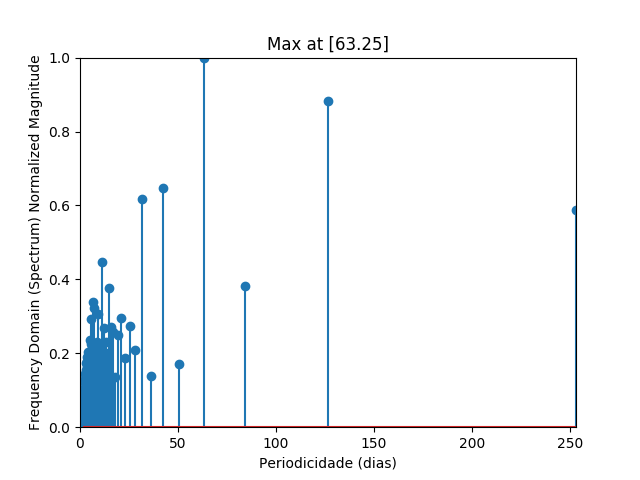 Max at [63.25]
Frequency Domain (Spectrum) Normalized Magnitude
1.0
0.8
0.6
0.4
0.2
0.0
0 50 100 150 200 250
Periodicidade (dias)